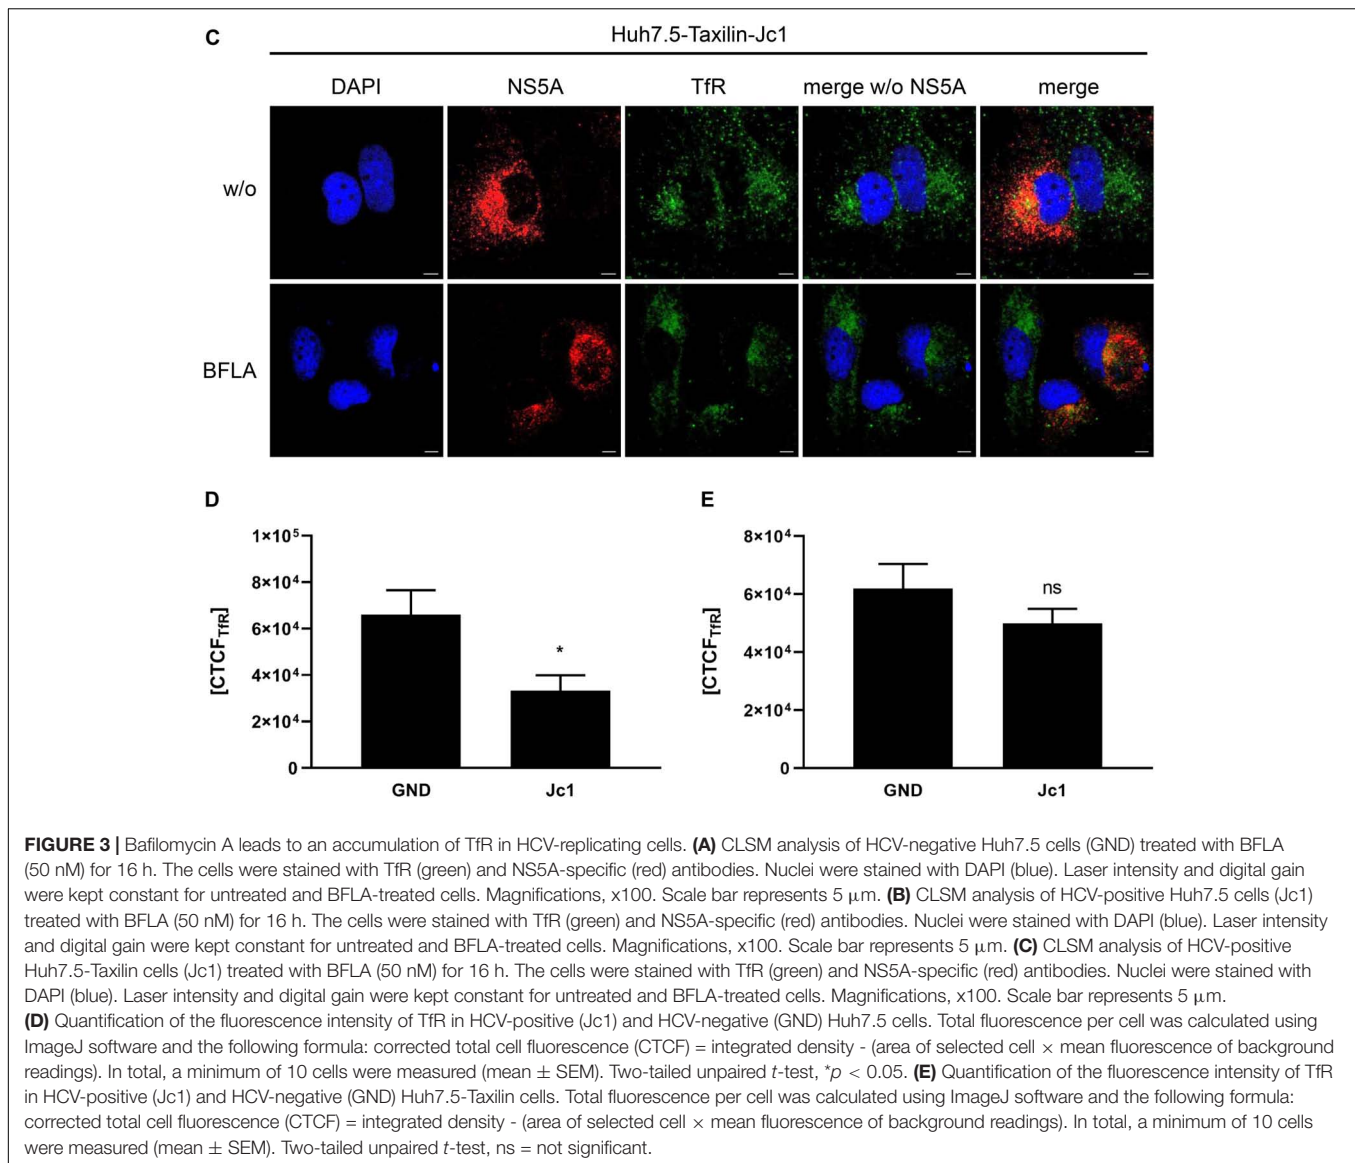 C
Huh7.5-Taxilin-Jc1
DAPI NS5A TfR merge w/o NS5A merge
w/o
BFLA
D
[CTCF_TfR]
1×10⁵
8×10⁴
6×10⁴
4×10⁴
2×10⁴
0
*
GND Jc1
E
[CTCF_TfR]
8×10⁴
6×10⁴
4×10⁴
2×10⁴
0
ns
GND Jc1
FIGURE 3 | Bafilomycin A leads to an accumulation of TfR in HCV-replicating cells. (A) CLSM analysis of HCV-negative Huh7.5 cells (GND) treated with BFLA
(50 nM) for 16 h. The cells were stained with TfR (green) and NS5A-specific (red) antibodies. Nuclei were stained with DAPI (blue). Laser intensity and digital gain
were kept constant for untreated and BFLA-treated cells. Magnifications, x100. Scale bar represents 5 μm. (B) CLSM analysis of HCV-positive Huh7.5 cells (Jc1)
treated with BFLA (50 nM) for 16 h. The cells were stained with TfR (green) and NS5A-specific (red) antibodies. Nuclei were stained with DAPI (blue). Laser intensity
and digital gain were kept constant for untreated and BFLA-treated cells. Magnifications, x100. Scale bar represents 5 μm. (C) CLSM analysis of HCV-positive
Huh7.5-Taxilin cells (Jc1) treated with BFLA (50 nM) for 16 h. The cells were stained with TfR (green) and NS5A-specific (red) antibodies. Nuclei were stained with
DAPI (blue). Laser intensity and digital gain were kept constant for untreated and BFLA-treated cells. Magnifications, x100. Scale bar represents 5 μm.
(D) Quantification of the fluorescence intensity of TfR in HCV-positive (Jc1) and HCV-negative (GND) Huh7.5 cells. Total fluorescence per cell was calculated using
ImageJ software and the following formula: corrected total cell fluorescence (CTCF) = integrated density - (area of selected cell × mean fluorescence of background
readings). In total, a minimum of 10 cells were measured (mean ± SEM). Two-tailed unpaired t-test, *p < 0.05. (E) Quantification of the fluorescence intensity of TfR
in HCV-positive (Jc1) and HCV-negative (GND) Huh7.5-Taxilin cells. Total fluorescence per cell was calculated using ImageJ software and the following formula:
corrected total cell fluorescence (CTCF) = integrated density - (area of selected cell × mean fluorescence of background readings). In total, a minimum of 10 cells
were measured (mean ± SEM). Two-tailed unpaired t-test, ns = not significant.